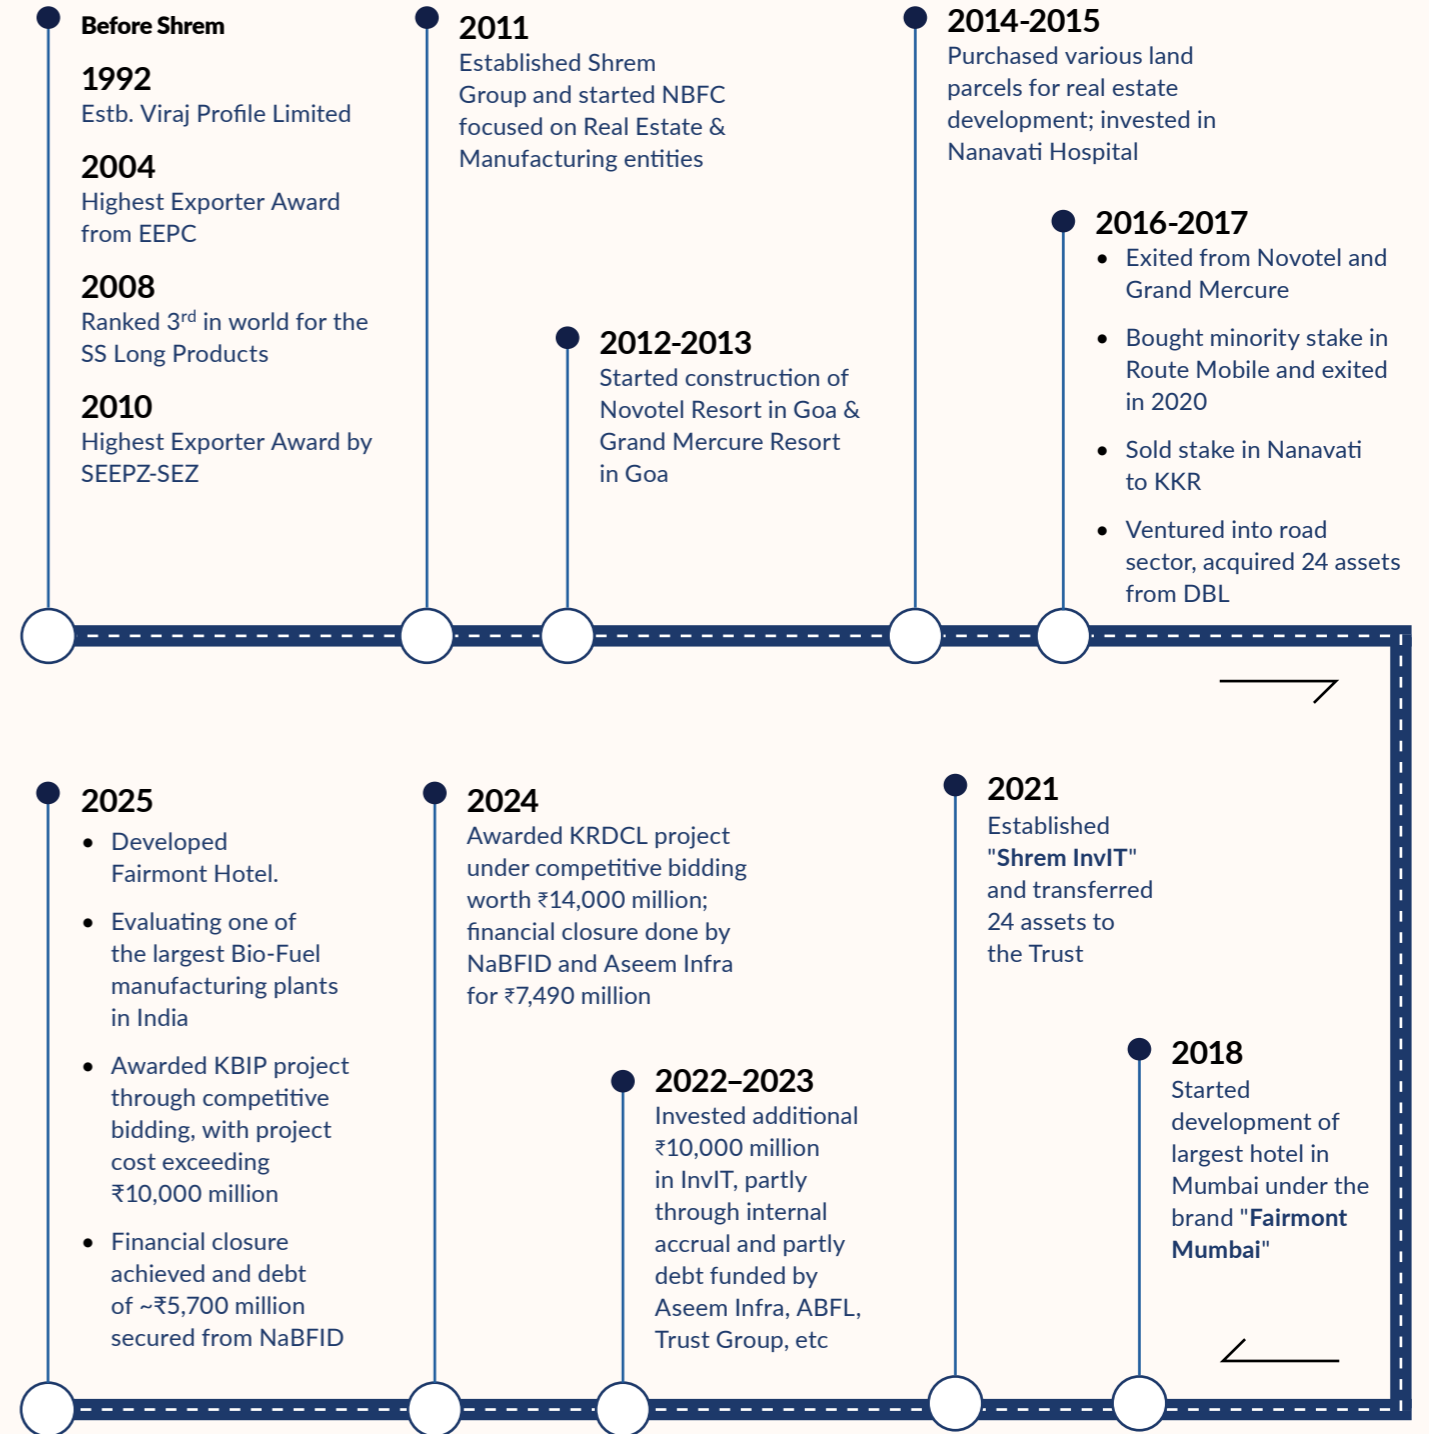 Before Shrem
1992
Estb. Viraj Profile Limited
2004
Highest Exporter Award
from EEPC
2008
Ranked 3rd in world for the
SS Long Products
2010
Highest Exporter Award by
SEEPZ-SEZ
2011
Established Shrem
Group and started NBFC
focused on Real Estate &
Manufacturing entities
2012-2013
Started construction of
Novotel Resort in Goa &
Grand Mercure Resort
in Goa
2014-2015
Purchased various land
parcels for real estate
development; invested in
Nanavati Hospital
2016-2017
• Exited from Novotel and
Grand Mercure
• Bought minority stake in
Route Mobile and exited
in 2020
• Sold stake in Nanavati
to KKR
• Ventured into road
sector, acquired 24 assets
from DBL
2018
Started
development of
largest hotel in
Mumbai under the
brand "Fairmont
Mumbai"
2021
Established
"Shrem InvIT"
and transferred
24 assets to
the Trust
2022–2023
Invested additional
₹10,000 million
in InvIT, partly
through internal
accrual and partly
debt funded by
Aseem Infra, ABFL,
Trust Group, etc
2024
Awarded KRDCL project
under competitive bidding
worth ₹14,000 million;
financial closure done by
NaBFID and Aseem Infra
for ₹7,490 million
2025
• Developed
Fairmont Hotel.
• Evaluating one of
the largest Bio-Fuel
manufacturing plants
in India
• Awarded KBIP project
through competitive
bidding, with project
cost exceeding
₹10,000 million
• Financial closure
achieved and debt
of ~₹5,700 million
secured from NaBFID